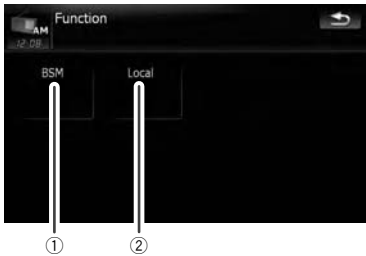 AM
Function
12:09
BSM
Local
① ②